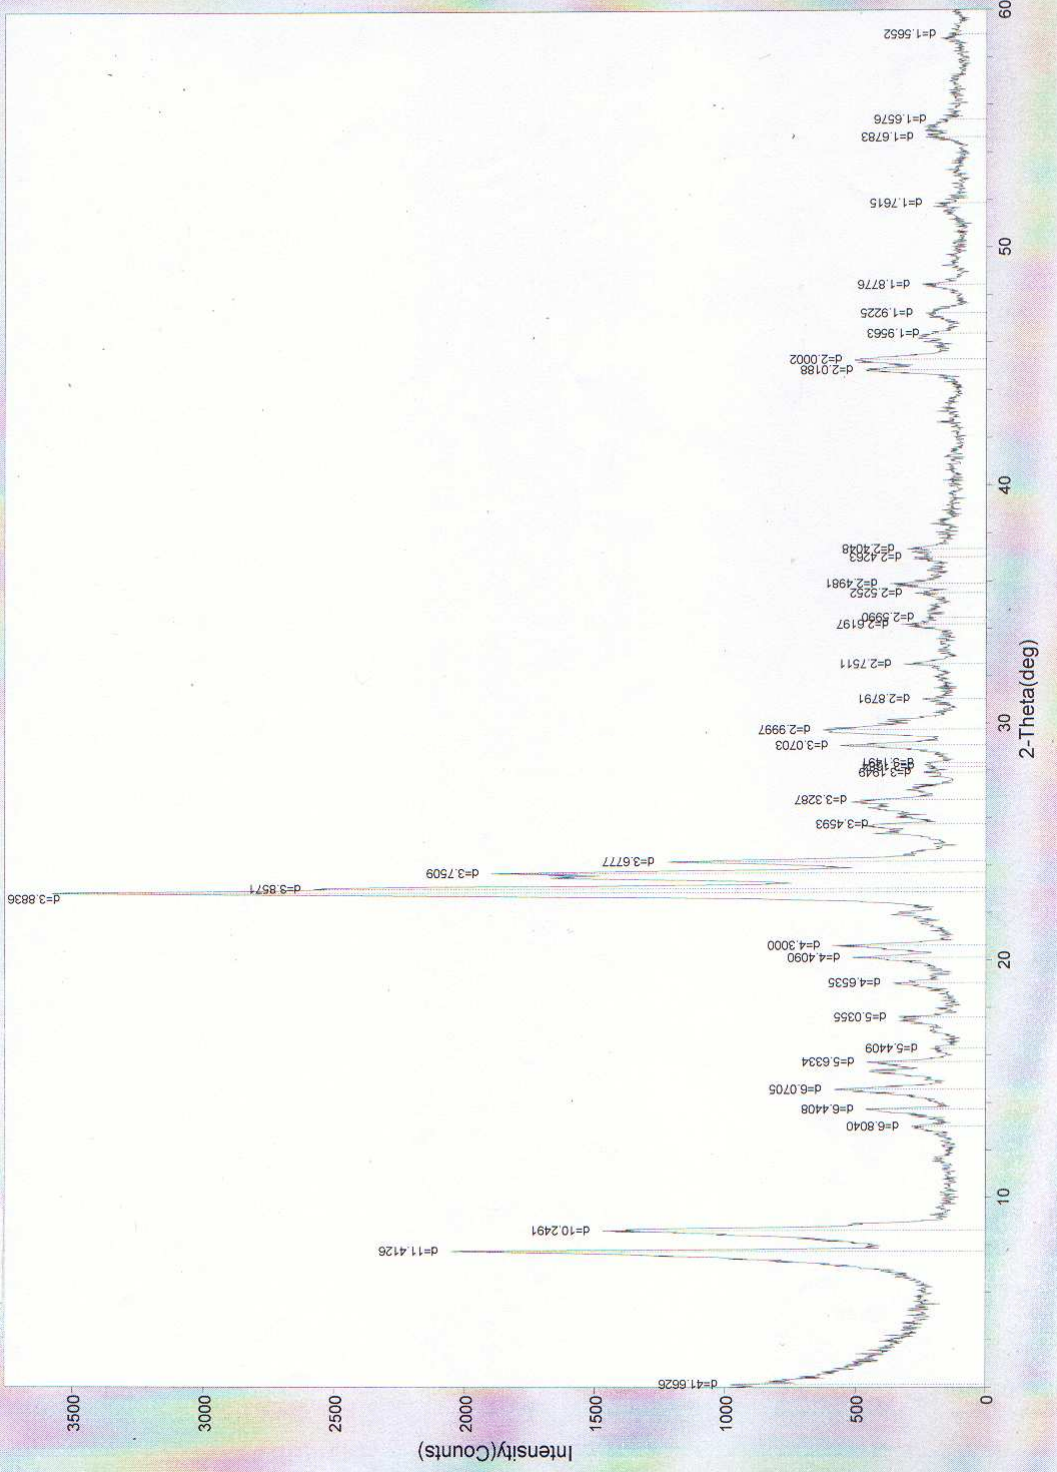 Intensity(Counts)
3500
3000
2500
2000
1500
1000
500
0
d=41.6626
d=11.4126
d=10.2491
d=6.8040
d=6.4408
d=6.0705
d=5.6334
d=5.4409
d=5.0355
d=4.6535
d=4.4090
d=4.3000
d=3.8836
d=3.8571
d=3.7509
d=3.6777
d=3.4593
d=3.3287
d=3.1949
d=3.1491
d=3.0703
d=2.9997
d=2.8791
d=2.7511
d=2.6197
d=2.5990
d=2.5252
d=2.4981
d=2.4263
d=2.4048
d=2.0188
d=2.0002
d=1.9563
d=1.9225
d=1.8776
d=1.7615
d=1.6783
d=1.6576
d=1.5652
10
20
30
40
50
60
2-Theta(deg)